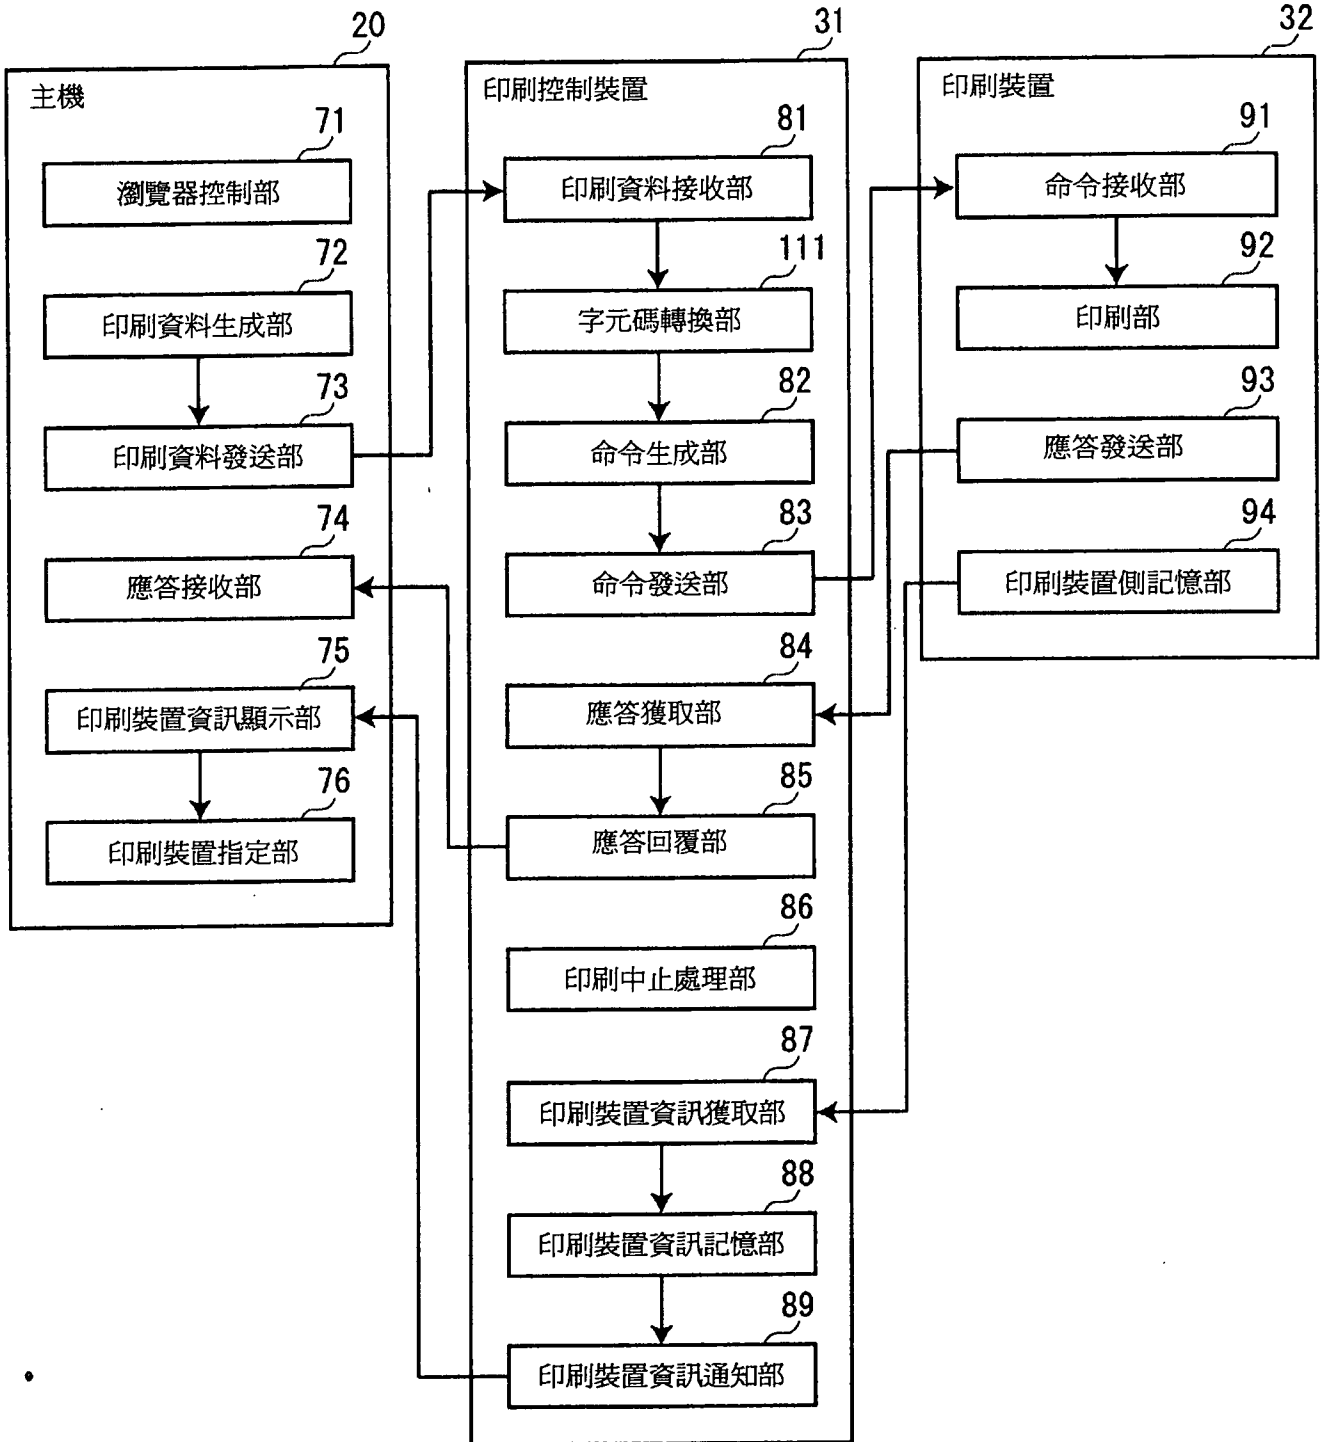 20
主機
71
瀏覽器控制部
72
印刷資料生成部
73
印刷資料發送部
74
應答接收部
75
印刷裝置資訊顯示部
76
印刷裝置指定部
31
印刷控制裝置
81
印刷資料接收部
111
字元碼轉換部
82
命令生成部
83
命令發送部
84
應答獲取部
85
應答回覆部
86
印刷中止處理部
87
印刷裝置資訊獲取部
88
印刷裝置資訊記憶部
89
印刷裝置資訊通知部
32
印刷裝置
91
命令接收部
92
印刷部
93
應答發送部
94
印刷裝置側記憶部